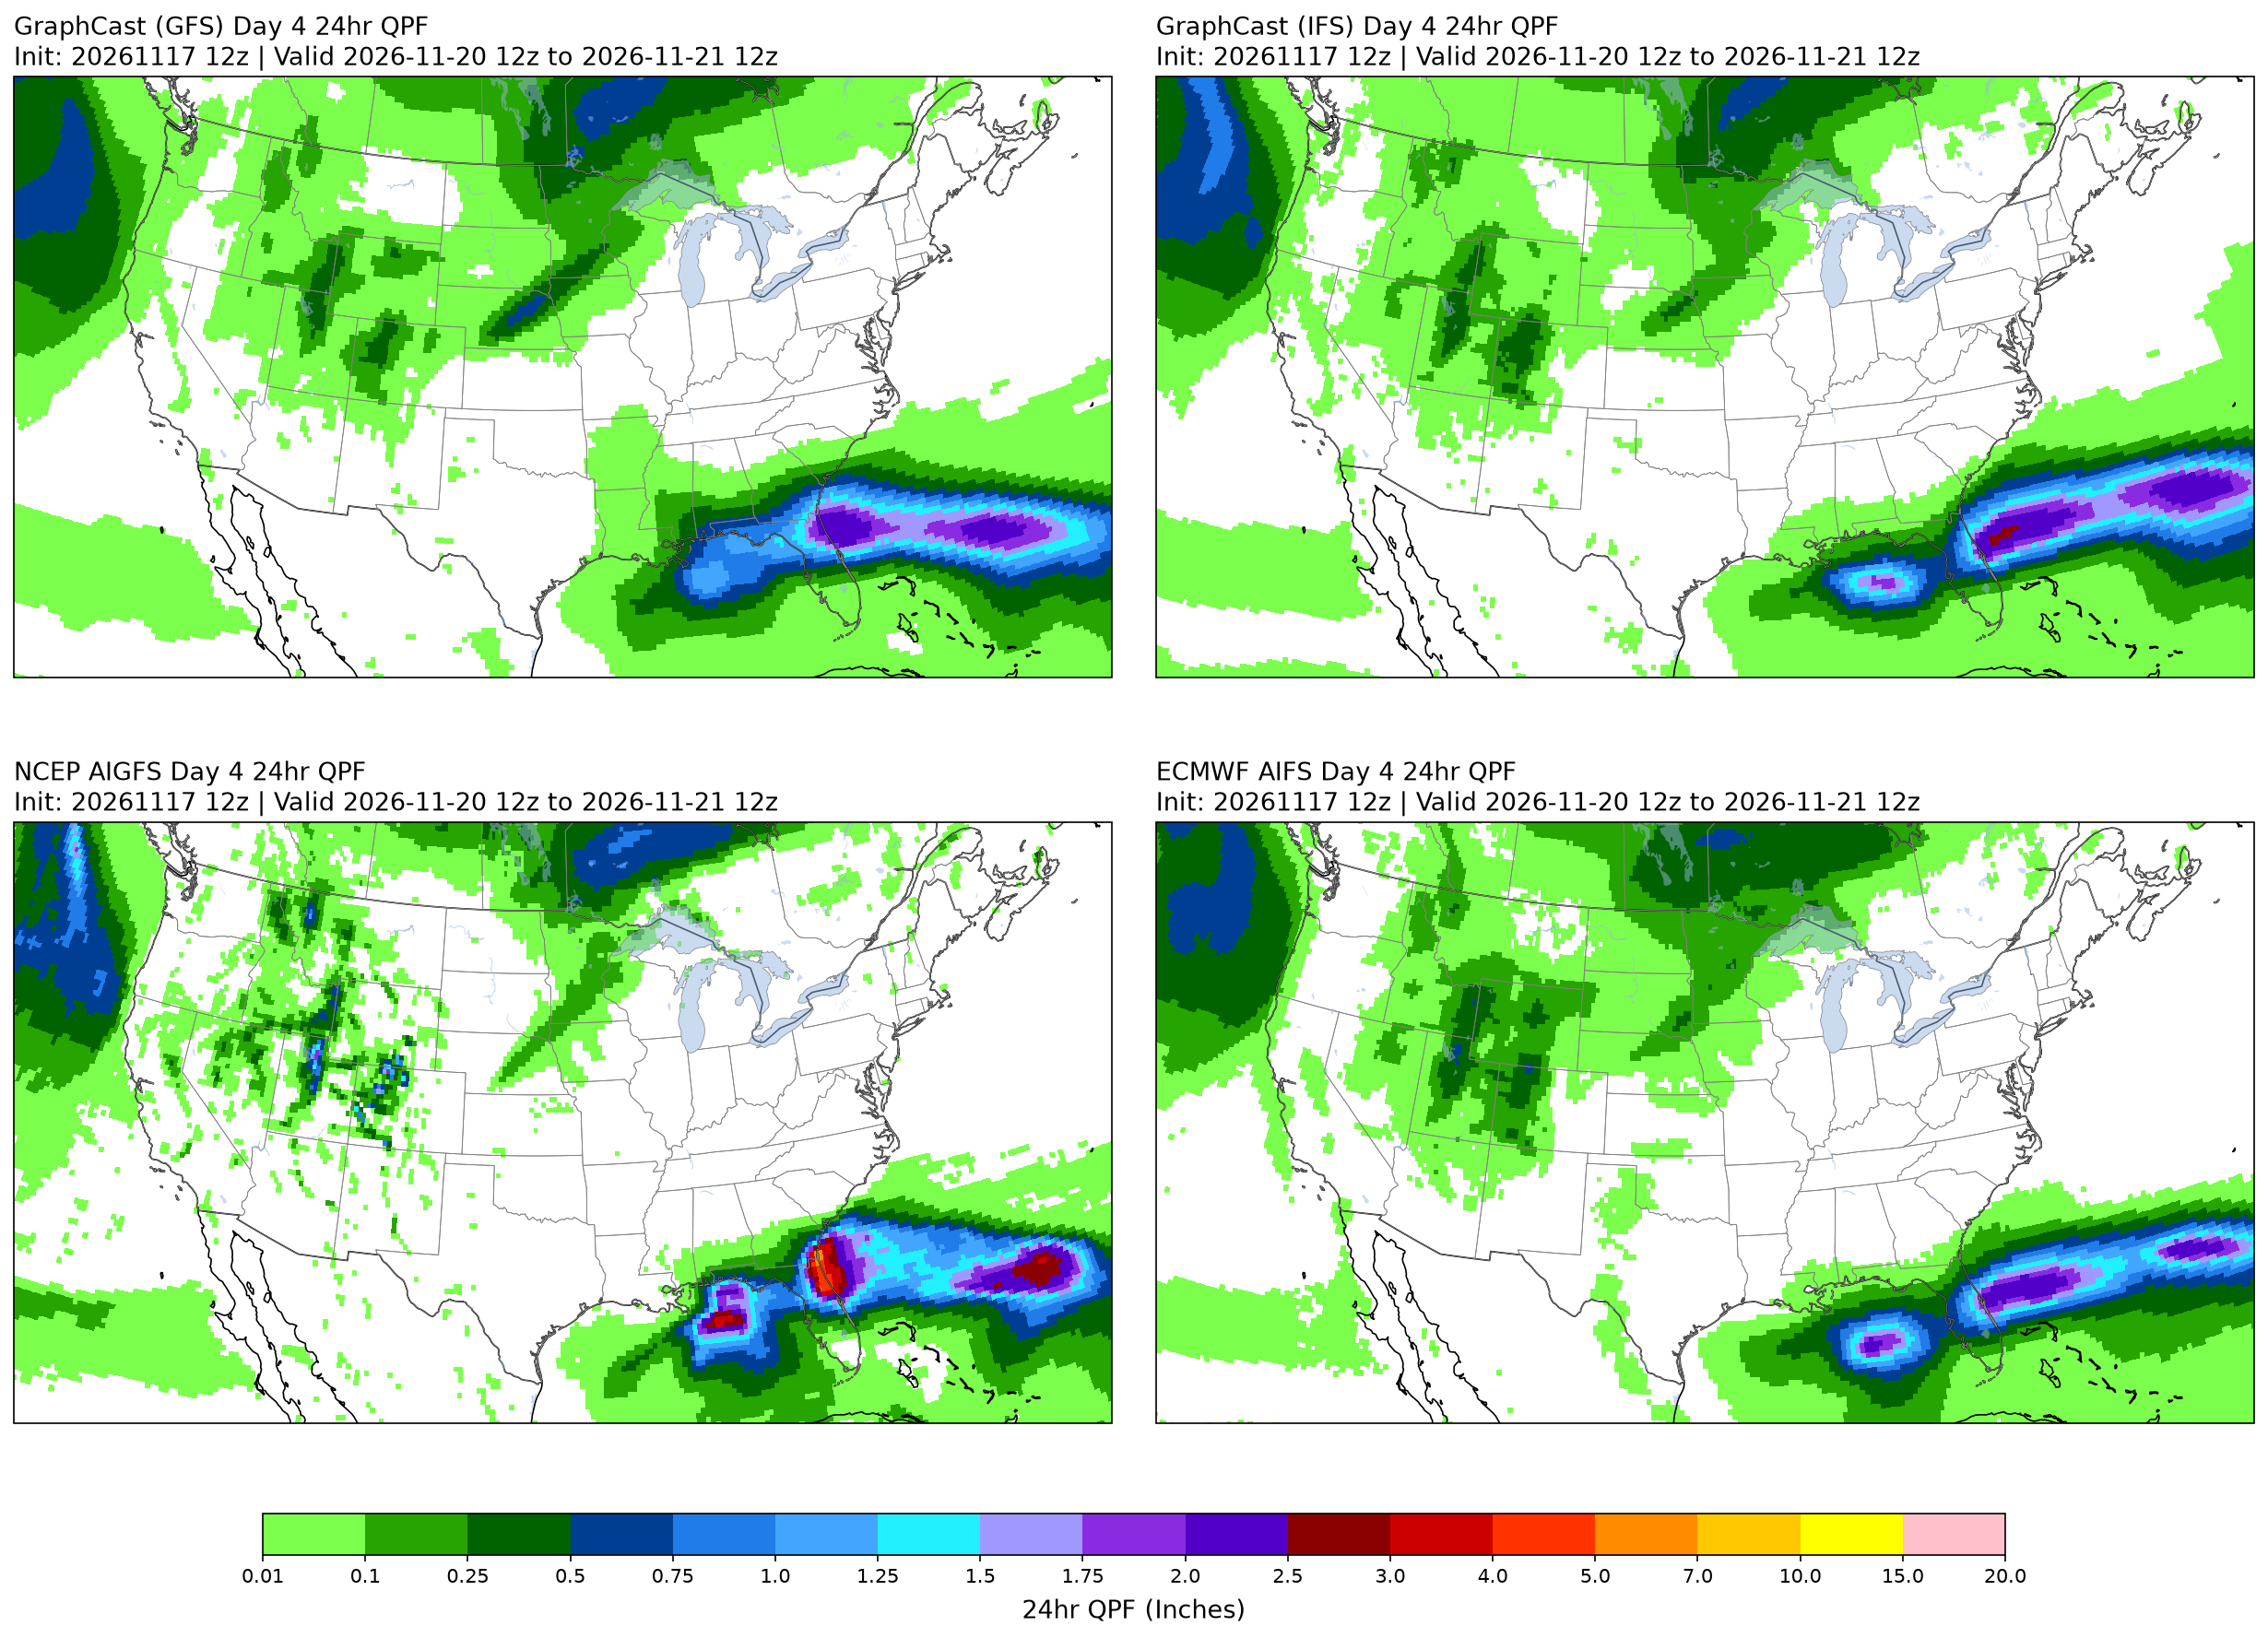 GraphCast (GFS) Day 4 24hr QPF
Init: 20261117 12z | Valid 2026-11-20 12z to 2026-11-21 12z
GraphCast (IFS) Day 4 24hr QPF
Init: 20261117 12z | Valid 2026-11-20 12z to 2026-11-21 12z
NCEP AIGFS Day 4 24hr QPF
Init: 20261117 12z | Valid 2026-11-20 12z to 2026-11-21 12z
ECMWF AIFS Day 4 24hr QPF
Init: 20261117 12z | Valid 2026-11-20 12z to 2026-11-21 12z
0.01 0.1 0.25 0.5 0.75 1.0 1.25 1.5 1.75 2.0 2.5 3.0 4.0 5.0 7.0 10.0 15.0 20.0
24hr QPF (Inches)